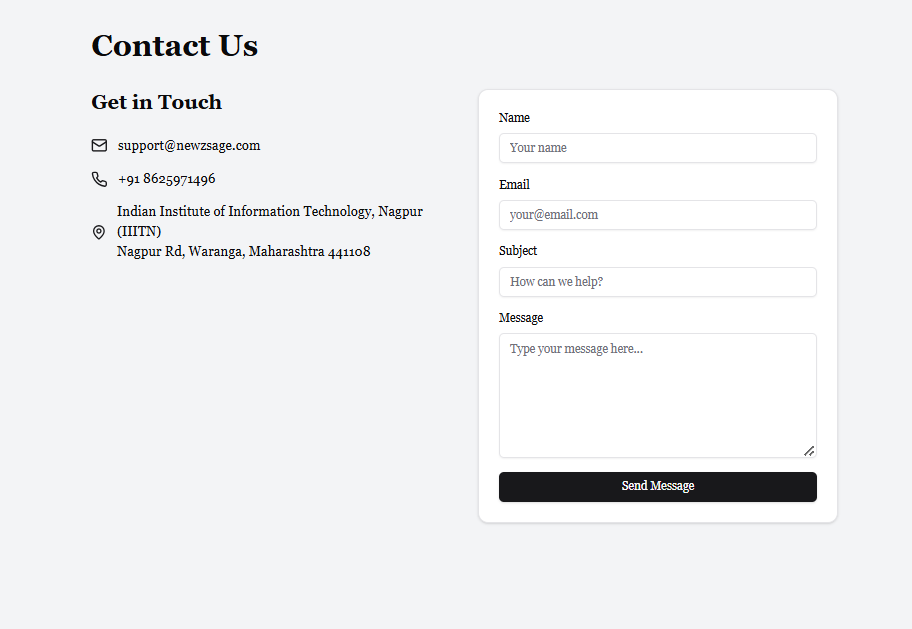 Contact Us
Get in Touch
support@newzsage.com
+91 8625971496
Indian Institute of Information Technology, Nagpur
(IIITN)
Nagpur Rd, Waranga, Maharashtra 441108
Name
Your name
Email
your@email.com
Subject
How can we help?
Message
Type your message here...
Send Message